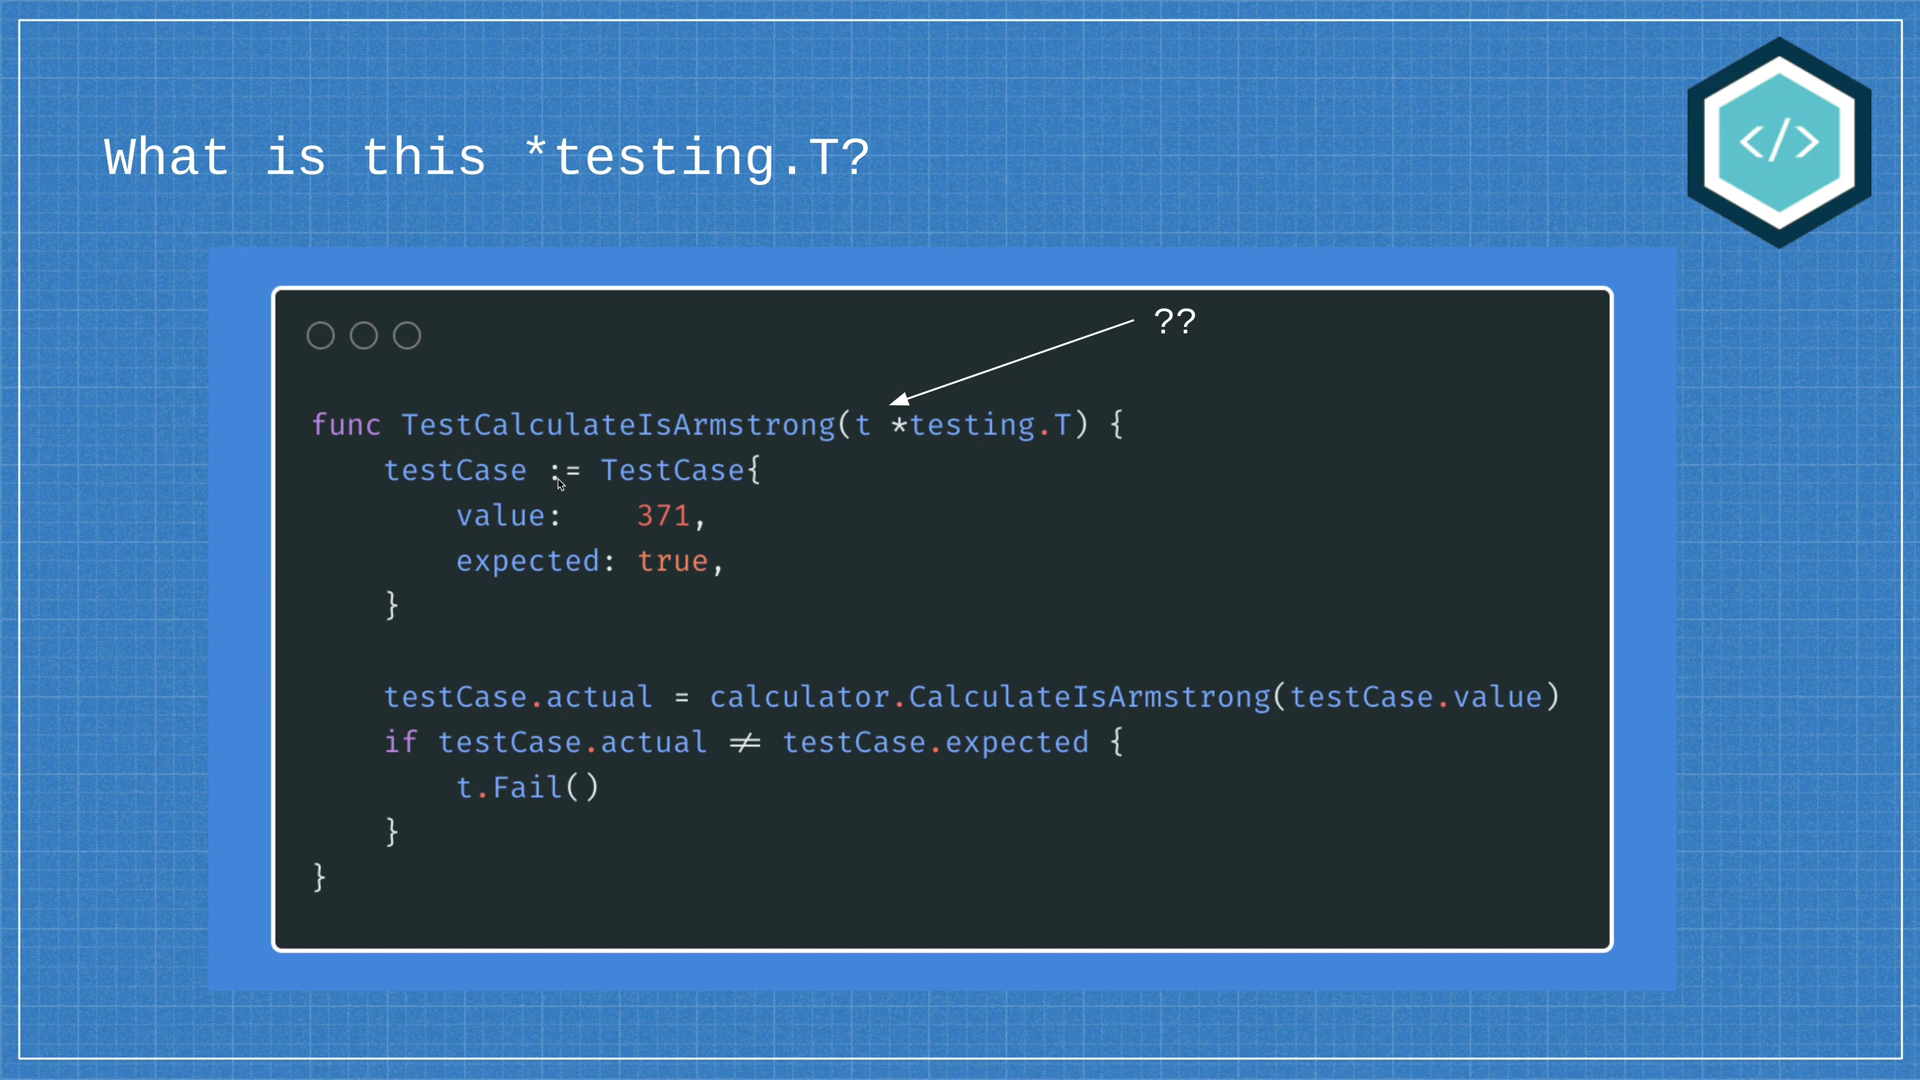 </>
What is this *testing.T?
??
func TestCalculateIsArmstrong(t *testing.T) {
    testCase := TestCase{
        value:    371,
        expected: true,
    }
    testCase.actual = calculator.CalculateIsArmstrong(testCase.value)
    if testCase.actual ≠ testCase.expected {
        t.Fail()
    }
}